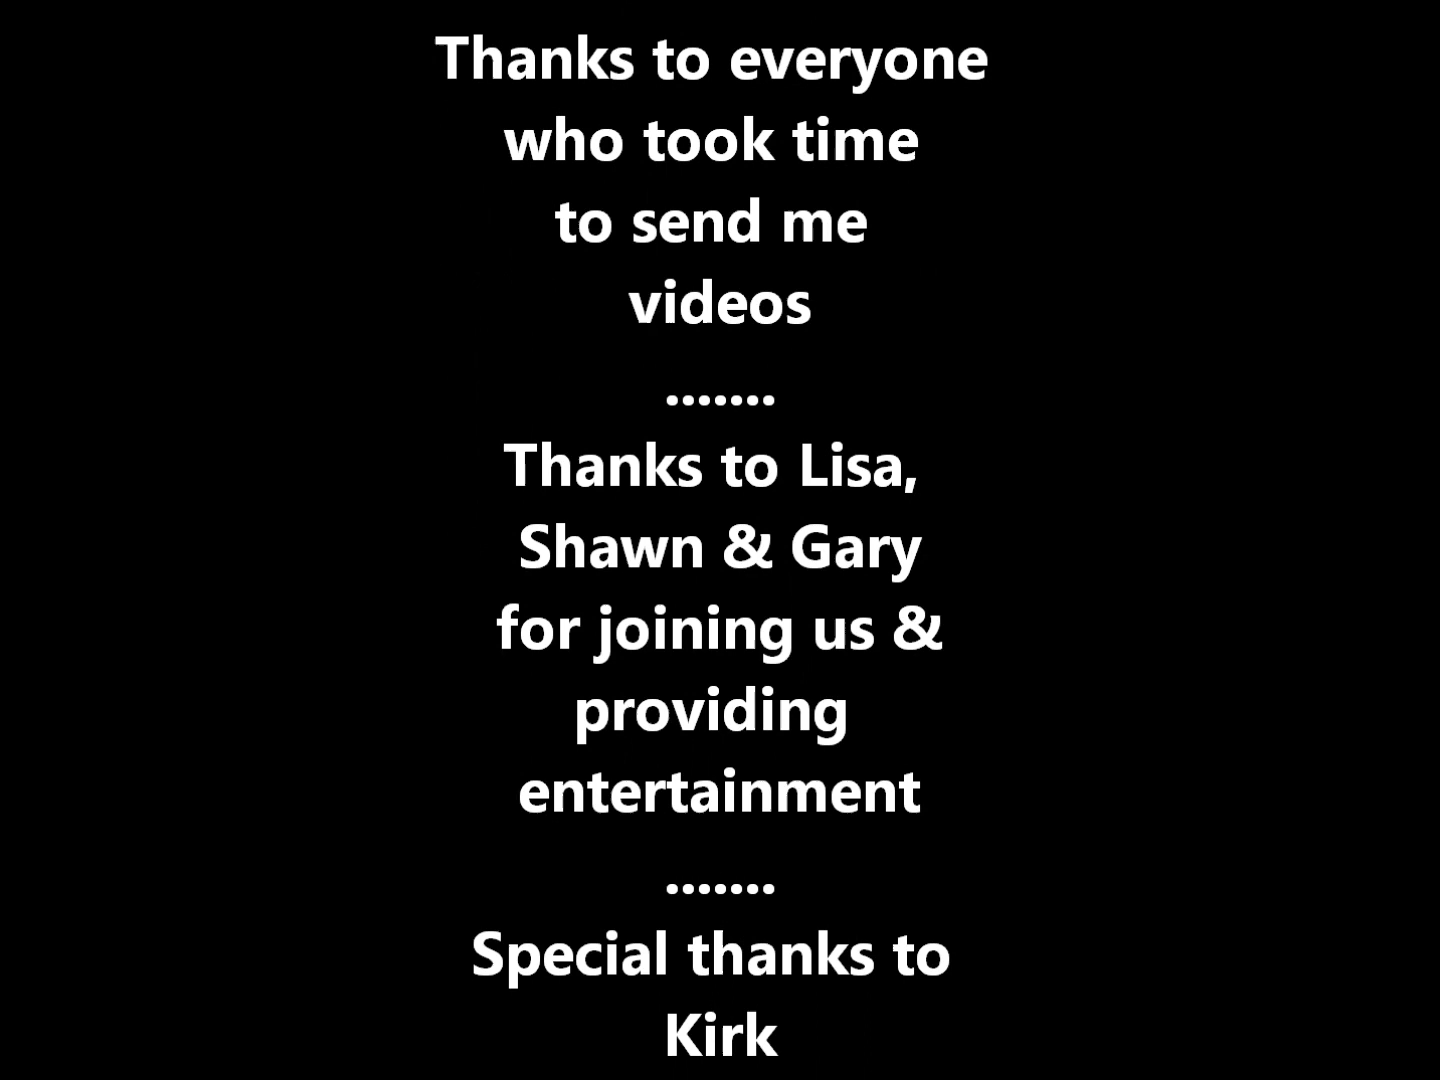 Thanks to everyone
who took time
to send me
videos
.......
Thanks to Lisa,
Shawn & Gary
for joining us &
providing
entertainment
.......
Special thanks to
Kirk